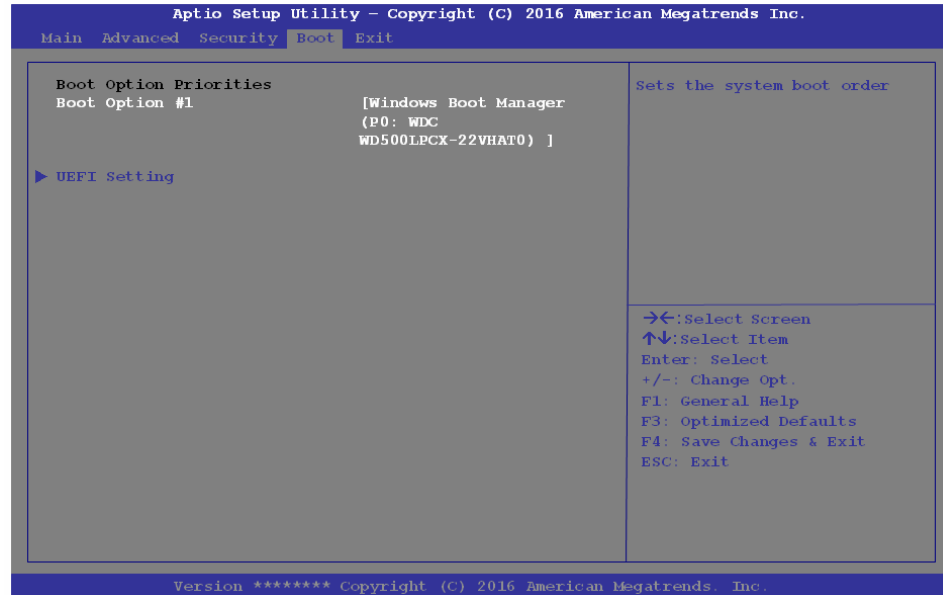 Aptio Setup Utility – Copyright (C) 2016 American Megatrends Inc.
Main Advanced Security Boot Exit
Boot Option Priorities
Boot Option #1 [Windows Boot Manager
(P0: WDC
WD500LPCX-22VHAT0) ]
▶ UEFI Setting
Sets the system boot order
→←:Select Screen
↑↓:Select Item
Enter: Select
+/-: Change Opt.
F1: General Help
F3: Optimized Defaults
F4: Save Changes & Exit
ESC: Exit
Version ******** Copyright (C) 2016 American Megatrends. Inc.